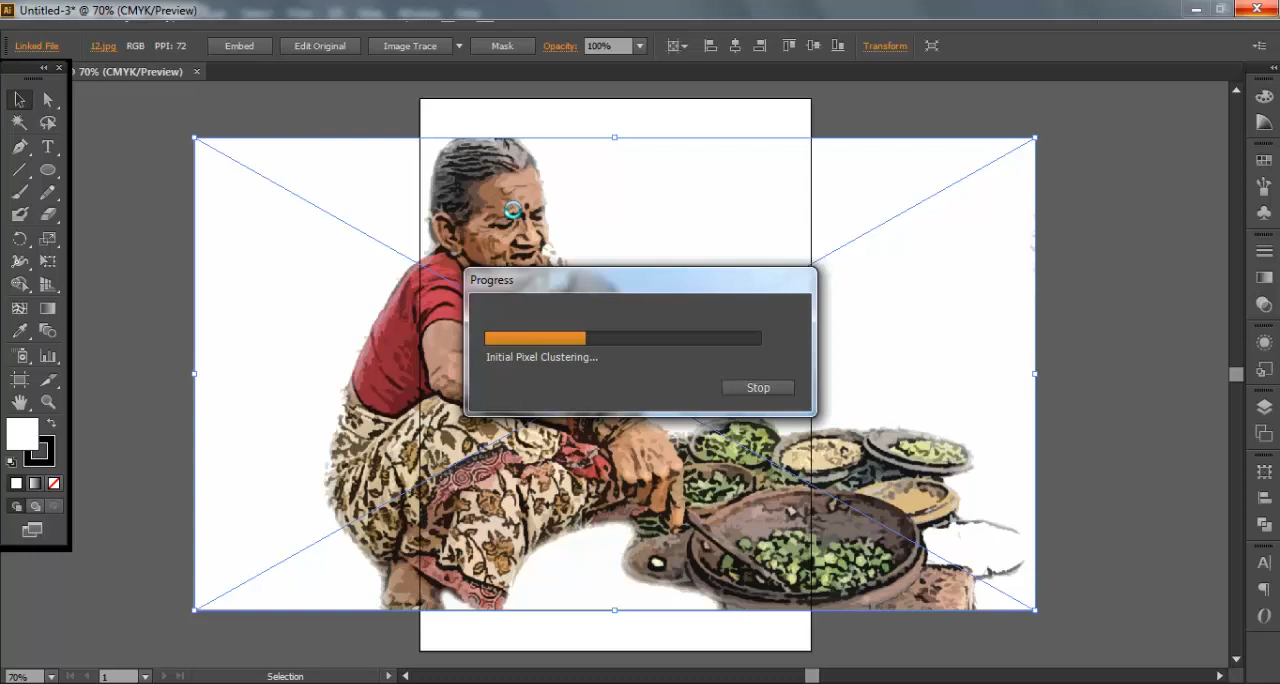 Ai Untitled-3* @ 70% (CMYK/Preview)
Linked File 12.jpg RGB PPI: 72 Embed Edit Original Image Trace Mask Opacity: 100% Transform
70% (CMYK/Preview) ×
Progress
Initial Pixel Clustering...
Stop
70% 1 Selection